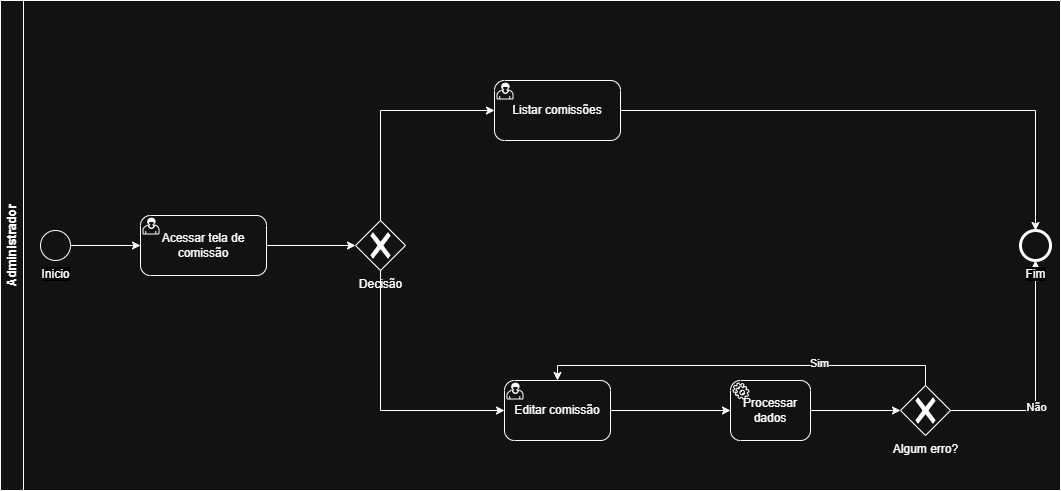 Administrador
Inicio
Acessar tela de
comissão
Decisão
Listar comissões
Fim
Editar comissão
Sim
Processar
dados
Algum erro?
Não